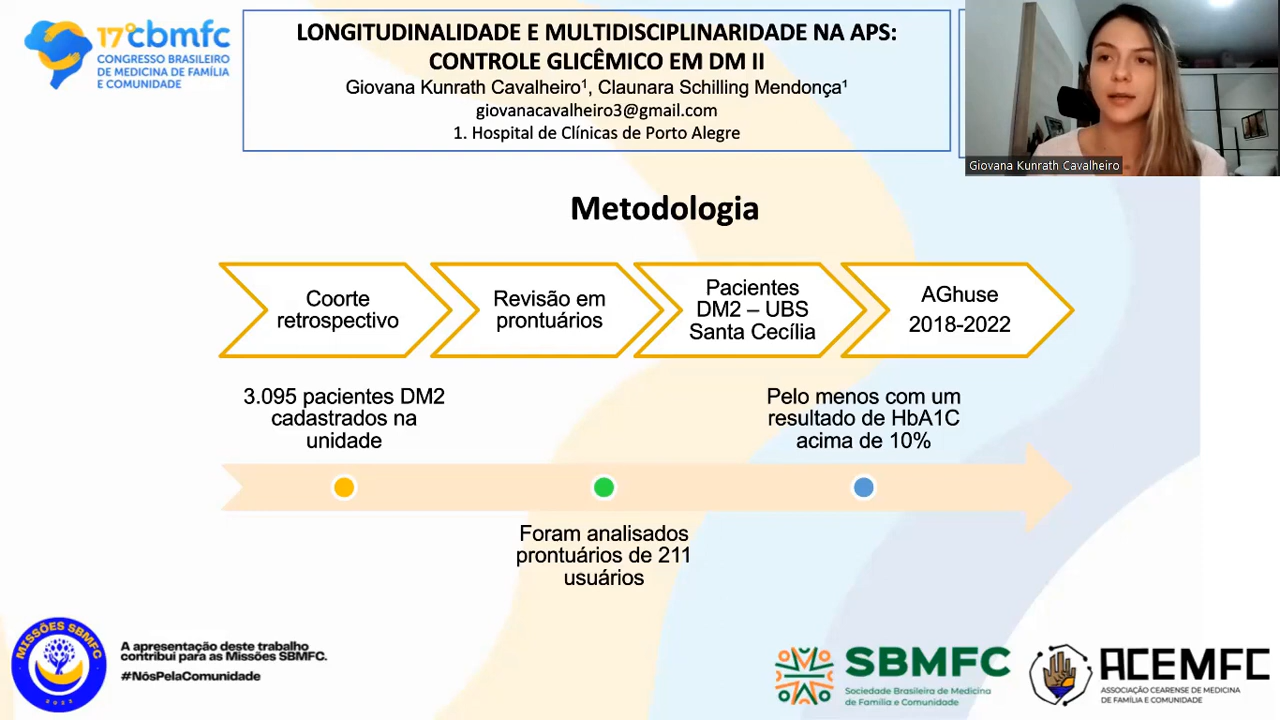 17º cbmfc
CONGRESSO BRASILEIRO
DE MEDICINA DE FAMÍLIA
E COMUNIDADE
LONGITUDINALIDADE E MULTIDISCIPLINARIDADE NA APS:
CONTROLE GLICÊMICO EM DM II
Giovana Kunrath Cavalheiro¹, Claunara Schilling Mendonça¹
giovanacavalheiro3@gmail.com
1. Hospital de Clínicas de Porto Alegre
Giovana Kunrath Cavalheiro
Metodologia
Coorte
retrospectivo
Revisão em
prontuários
Pacientes
DM2 – UBS
Santa Cecília
AGhuse
2018-2022
3.095 pacientes DM2
cadastrados na
unidade
Foram analisados
prontuários de 211
usuários
Pelo menos com um
resultado de HbA1C
acima de 10%
MISSÕES SBMFC
2023
A apresentação deste trabalho
contribui para as Missões SBMFC.
#NósPelaComunidade
SBMFC
Sociedade Brasileira de Medicina
de Família e Comunidade
ACEMFC
ASSOCIAÇÃO CEARENSE DE MEDICINA
DE FAMÍLIA E COMUNIDADE